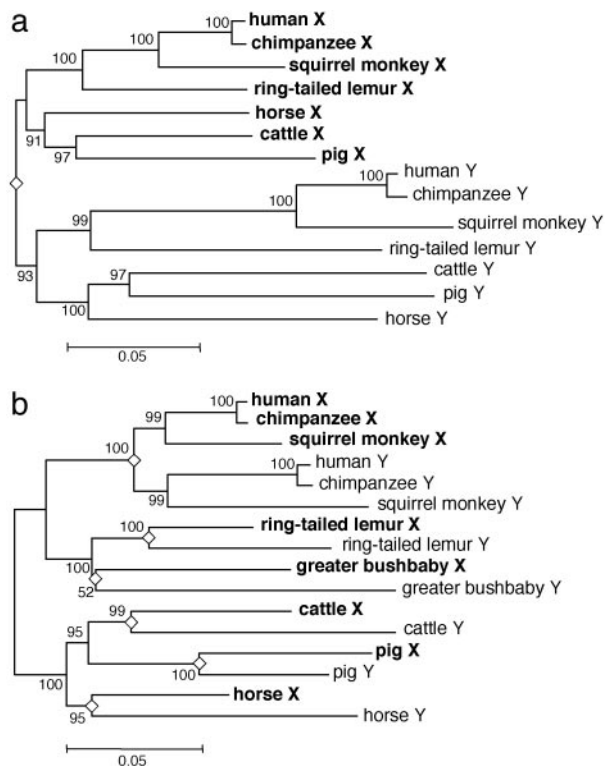 a
100
human X
100
chimpanzee X
100
squirrel monkey X
ring-tailed lemur X
horse X
91
cattle X
97
pig X
100
human Y
chimpanzee Y
99
squirrel monkey Y
ring-tailed lemur Y
93
97
cattle Y
pig Y
100
horse Y
0.05
b
100
human X
99
chimpanzee X
100
squirrel monkey X
100
human Y
chimpanzee Y
99
squirrel monkey Y
100
ring-tailed lemur X
ring-tailed lemur Y
100
greater bushbaby X
52
greater bushbaby Y
99
cattle X
95
cattle Y
pig X
100
pig Y
100
horse X
95
horse Y
0.05